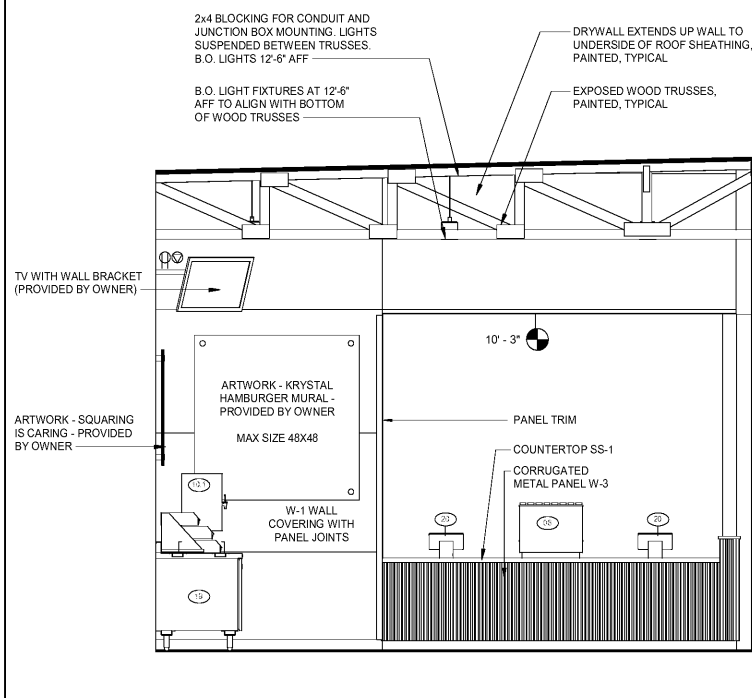 2x4 BLOCKING FOR CONDUIT AND
JUNCTION BOX MOUNTING. LIGHTS
SUSPENDED BETWEEN TRUSSES.
B.O. LIGHTS 12'-6" AFF
DRYWALL EXTENDS UP WALL TO
UNDERSIDE OF ROOF SHEATHING,
PAINTED, TYPICAL
B.O. LIGHT FIXTURES AT 12'-6"
AFF TO ALIGN WITH BOTTOM
OF WOOD TRUSSES
EXPOSED WOOD TRUSSES,
PAINTED, TYPICAL
TV WITH WALL BRACKET
(PROVIDED BY OWNER)
10' - 3"
ARTWORK - KRYSTAL
HAMBURGER MURAL -
PROVIDED BY OWNER
MAX SIZE 48X48
ARTWORK - SQUARING
IS CARING - PROVIDED
BY OWNER
PANEL TRIM
COUNTERTOP SS-1
CORRUGATED
METAL PANEL W-3
W-1 WALL
COVERING WITH
PANEL JOINTS
20
20